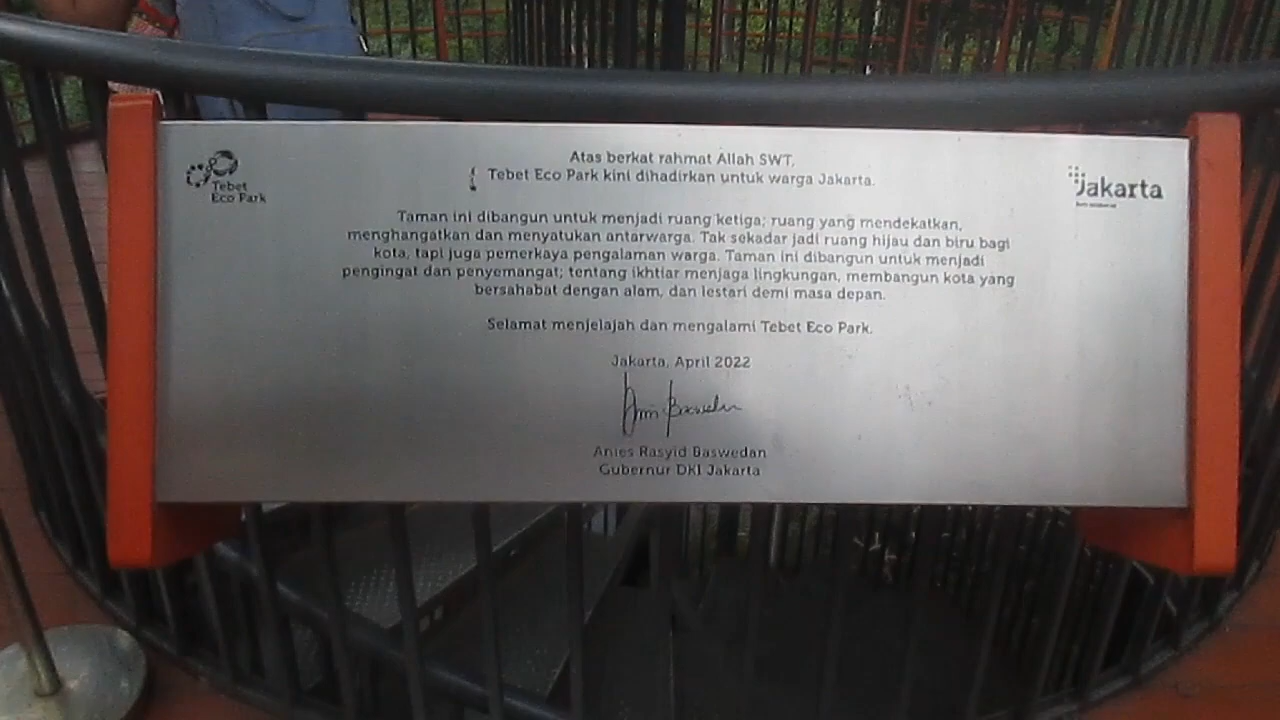 Tebet
Eco Park
Jakarta
Atas berkat rahmat Allah SWT,
Tebet Eco Park kini dihadirkan untuk warga Jakarta.
Taman ini dibangun untuk menjadi ruang ketiga; ruang yang mendekatkan,
menghangatkan dan menyatukan antarwarga. Tak sekadar jadi ruang hijau dan biru bagi
kota, tapi juga pemerkaya pengalaman warga. Taman ini dibangun untuk menjadi
pengingat dan penyemangat; tentang ikhtiar menjaga lingkungan, membangun kota yang
bersahabat dengan alam, dan lestari demi masa depan.
Selamat menjelajah dan mengalami Tebet Eco Park.
Jakarta, April 2022
Anies Rasyid Baswedan
Gubernur DKI Jakarta